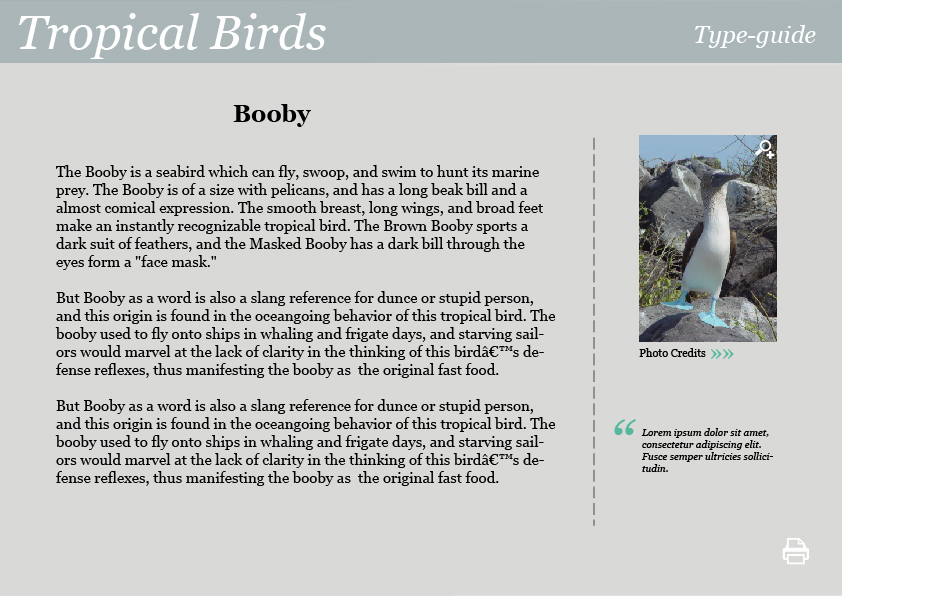 Tropical Birds
Type-guide
Booby
The Booby is a seabird which can fly, swoop, and swim to hunt its marine
prey. The Booby is of a size with pelicans, and has a long beak bill and a
almost comical expression. The smooth breast, long wings, and broad feet
make an instantly recognizable tropical bird. The Brown Booby sports a
dark suit of feathers, and the Masked Booby has a dark bill through the
eyes form a "face mask."
But Booby as a word is also a slang reference for dunce or stupid person,
and this origin is found in the oceangoing behavior of this tropical bird. The
booby used to fly onto ships in whaling and frigate days, and starving sail-
ors would marvel at the lack of clarity in the thinking of this birdâ€™s de-
fense reflexes, thus manifesting the booby as  the original fast food.
But Booby as a word is also a slang reference for dunce or stupid person,
and this origin is found in the oceangoing behavior of this tropical bird. The
booby used to fly onto ships in whaling and frigate days, and starving sail-
ors would marvel at the lack of clarity in the thinking of this birdâ€™s de-
fense reflexes, thus manifesting the booby as  the original fast food.
Photo Credits »»
“ Lorem ipsum dolor sit amet,
consectetur adipiscing elit.
Fusce semper ultricies sollici-
tudin.